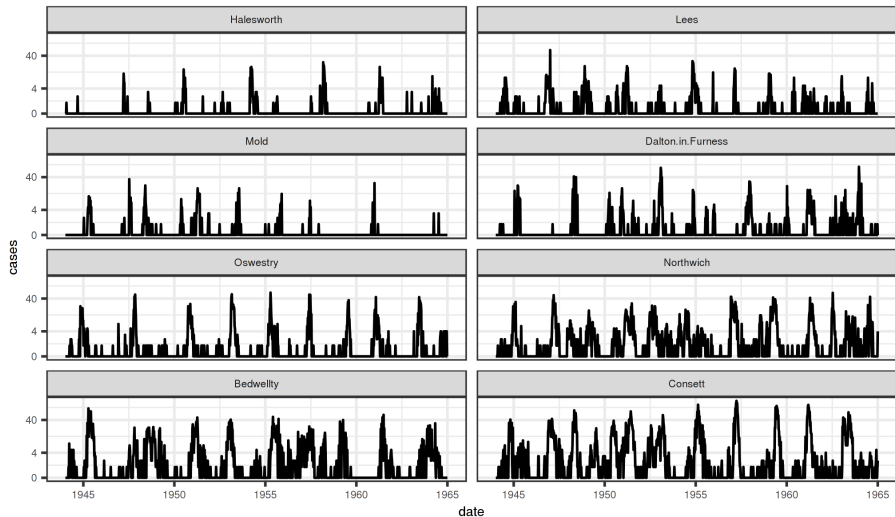 Halesworth
Lees
40
4
0
Mold
Dalton.in.Furness
40
4
0
cases
Oswestry
Northwich
40
4
0
Bedwellty
Consett
40
4
0
1945 1950 1955 1960 1965 1945 1950 1955 1960 1965
date